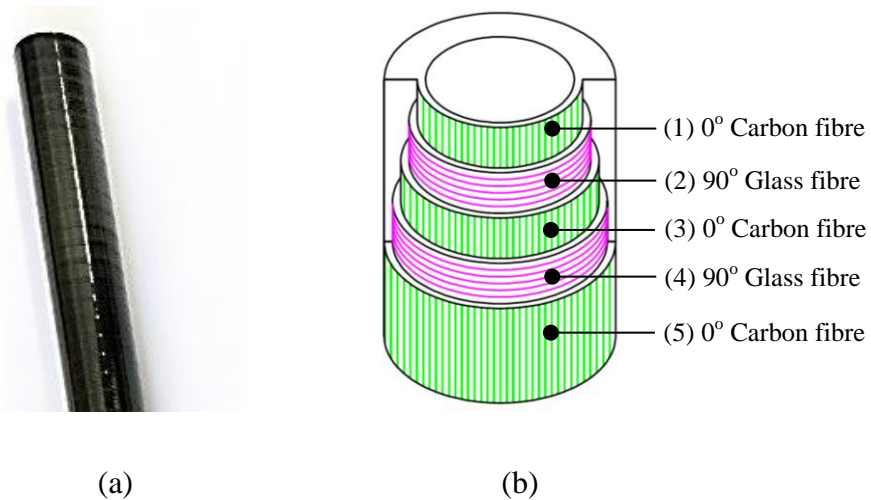 (1) 0° Carbon fibre
(2) 90° Glass fibre
(3) 0° Carbon fibre
(4) 90° Glass fibre
(5) 0° Carbon fibre
(a) (b)